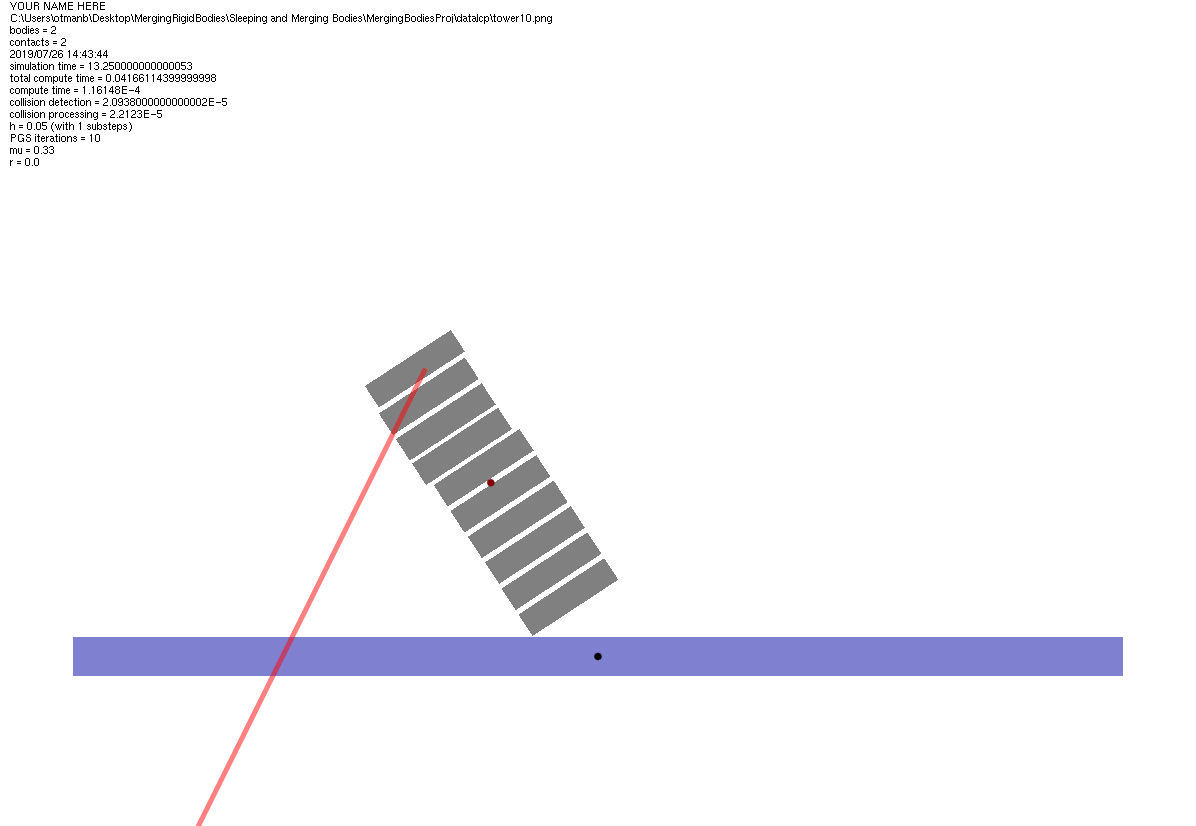 YOUR NAME HERE
C:\Users\otmanb\Desktop\MergingRigidBodies\Sleeping and Merging Bodies\MergingBodiesProj\datalcp\tower10.png
bodies = 2
contacts = 2
2019/07/26 14:43:44
simulation time = 13.250000000000053
total compute time = 0.04166114399999998
compute time = 1.16148E-4
collision detection = 2.0938000000000002E-5
collision processing = 2.2123E-5
h = 0.05 (with 1 substeps)
PGS iterations = 10
mu = 0.33
r = 0.0